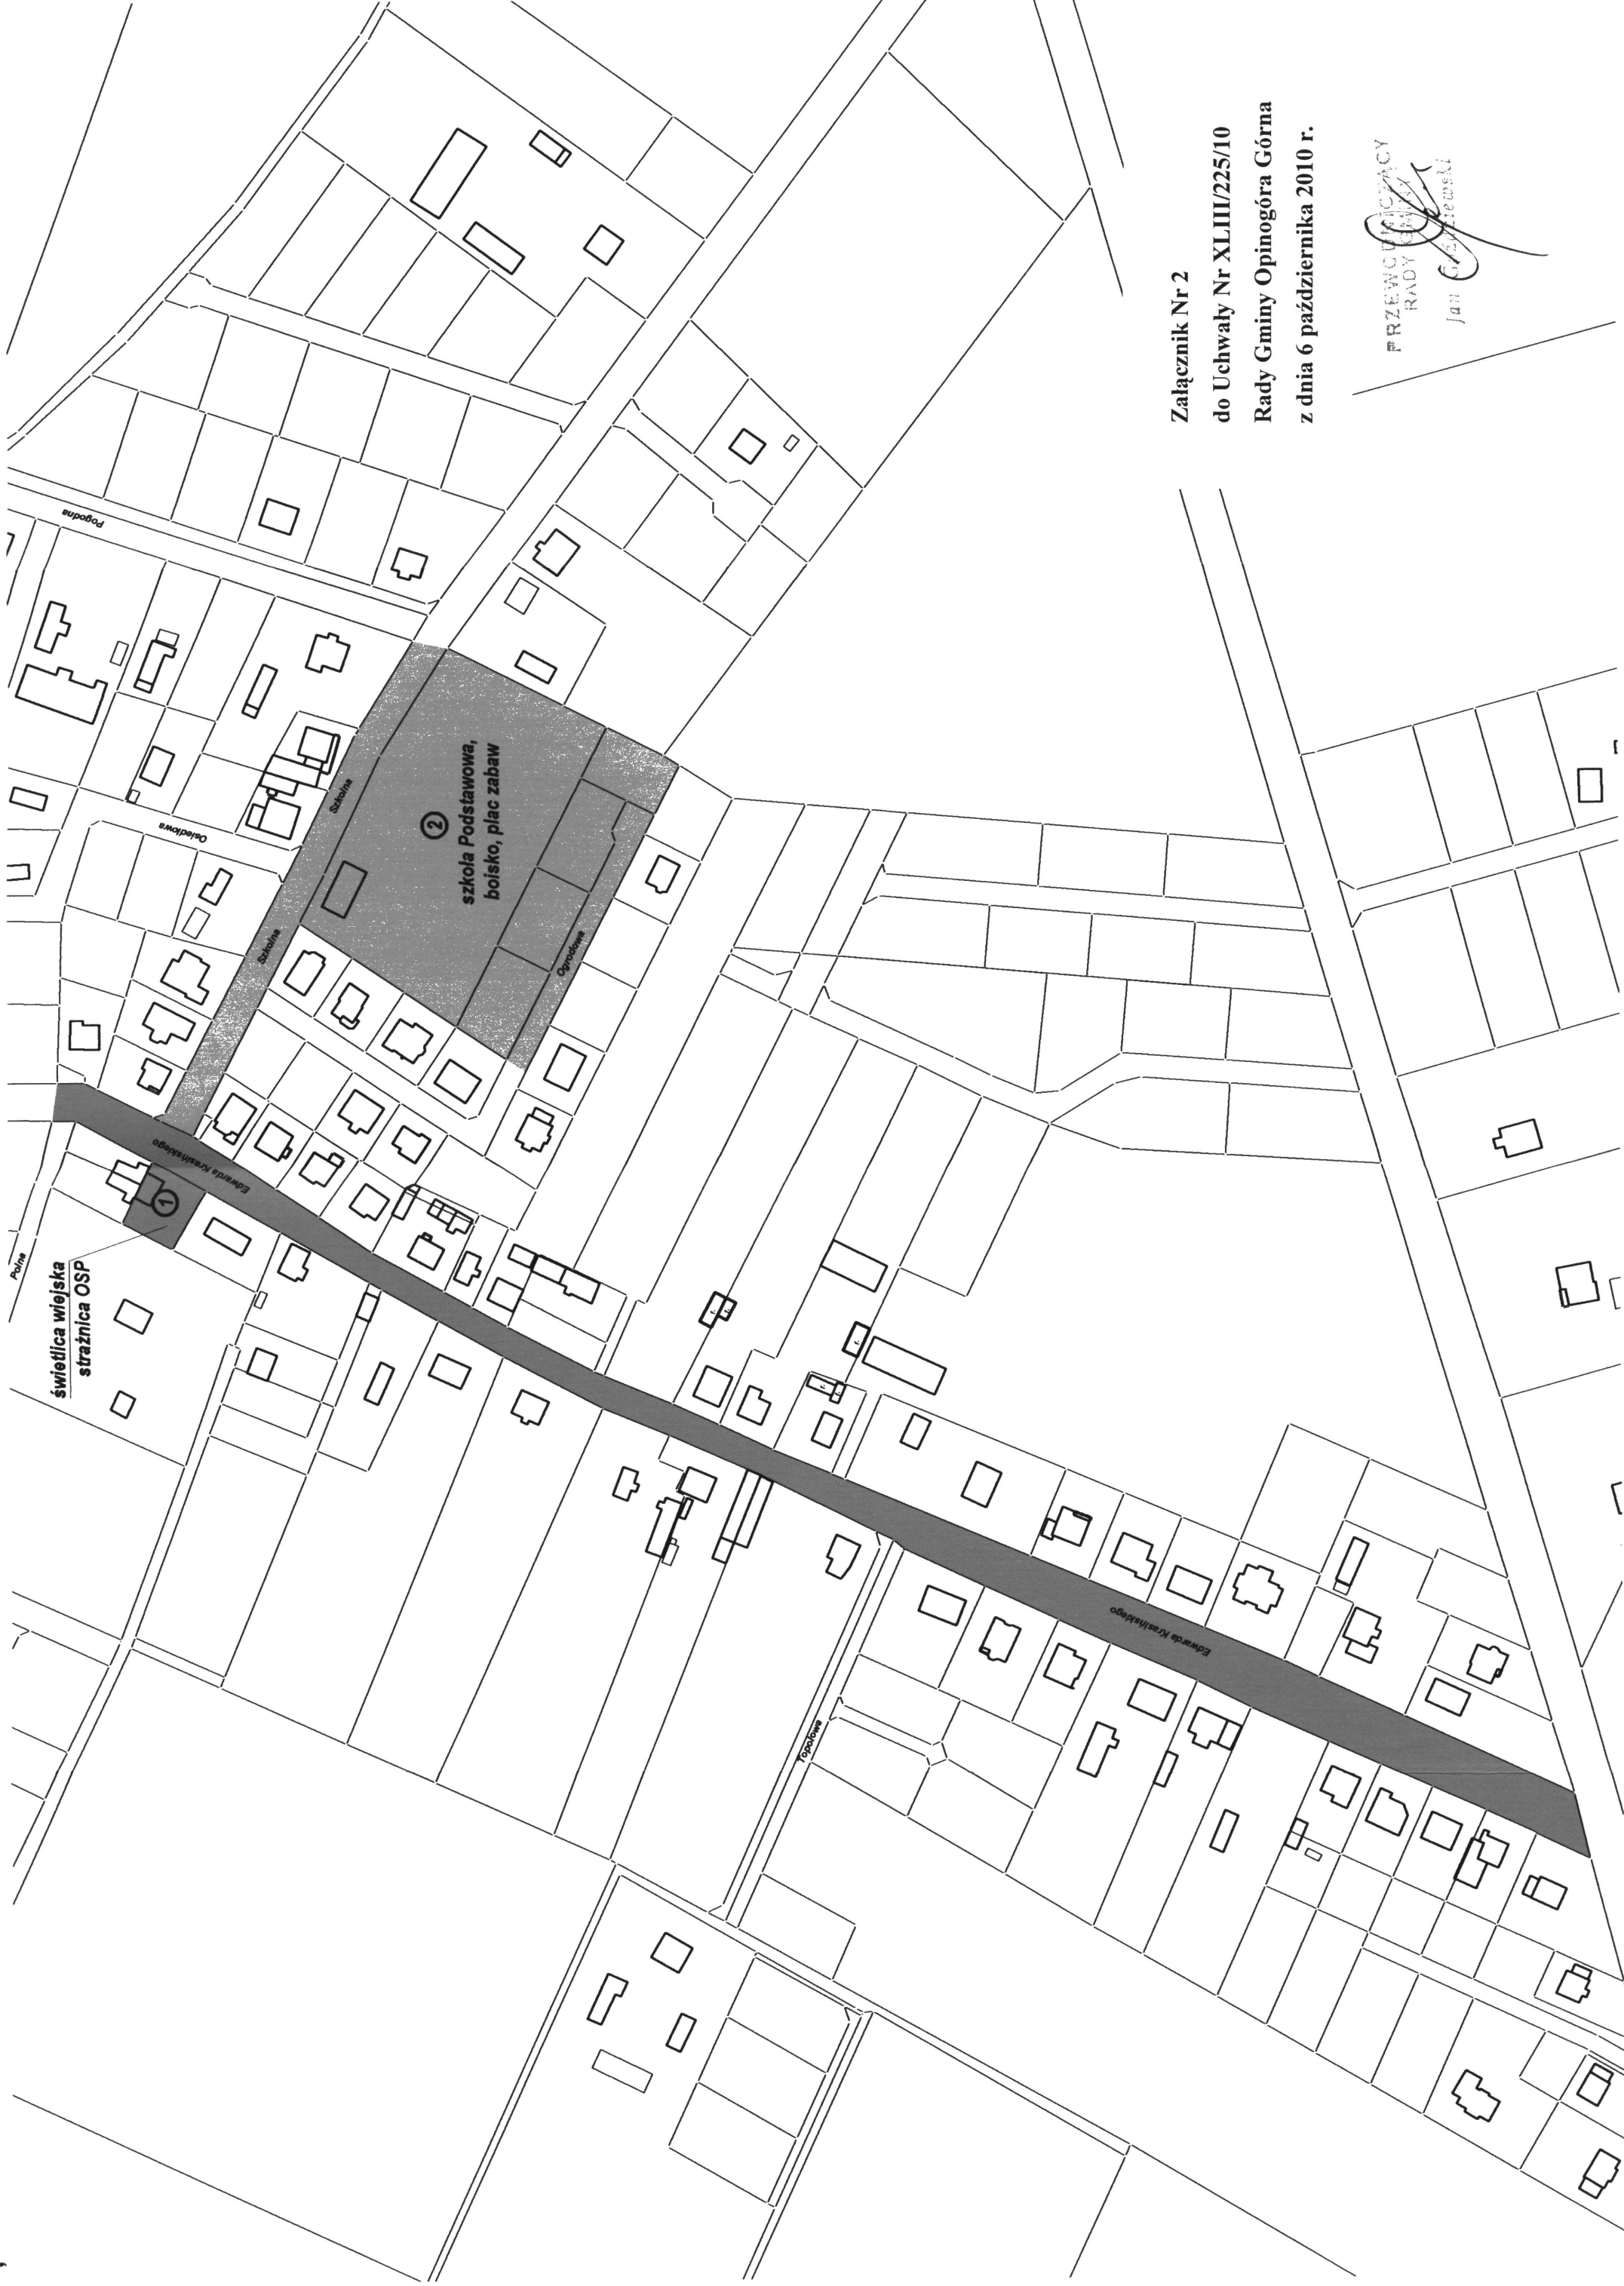 Załącznik Nr 2
do Uchwały Nr XLIII/225/10
Rady Gminy Opinogóra Górna
z dnia 6 października 2010 r.
PRZEWODNICZĄCY
RADY GMINY
Jan
świetlica wiejska
strażnica OSP
1
2
szkoła Podstawowa,
boisko, plac zabaw
Polna
Edwarda Krasińskiego
Szkolna
Szkolna
Osiedlowa
Pogodna
Ogrodowa
Topolowa
Edwarda Krasińskiego